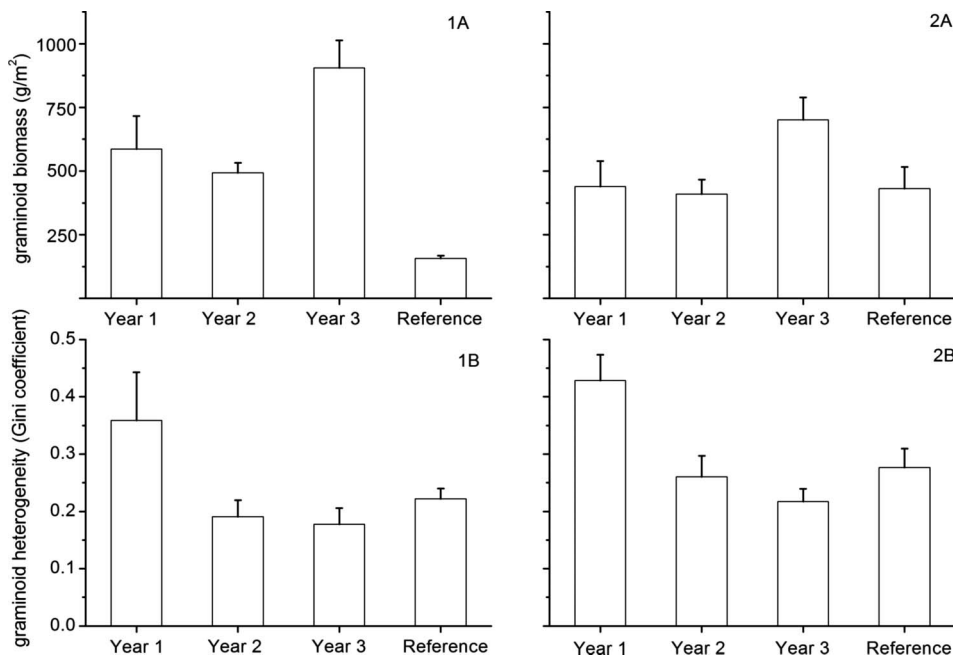 1A
2A
graminoid biomass (g/m²)
1000
750
500
250
Year 1 Year 2 Year 3 Reference
Year 1 Year 2 Year 3 Reference
1B
2B
graminoid heterogeneity (Gini coefficient)
0.5
0.4
0.3
0.2
0.1
0.0
Year 1 Year 2 Year 3 Reference
Year 1 Year 2 Year 3 Reference